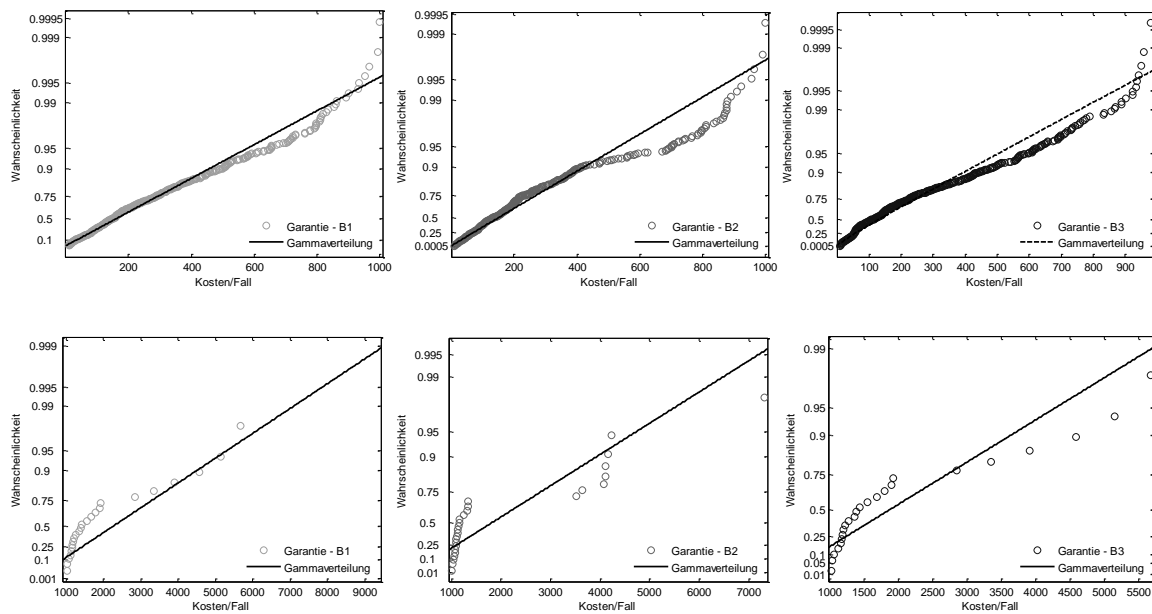 0.9995
0.999
0.995
0.99
0.95
0.9
0.75
0.5
0.1
Wahrscheinlichkeit
Garantie - B1
Gammaverteilung
200 400 600 800 1000
Kosten/Fall
0.9995
0.999
0.995
0.99
0.95
0.9
0.75
0.5
0.25
0.0005
Wahrscheinlichkeit
Garantie - B2
Gammaverteilung
200 400 600 800 1000
Kosten/Fall
0.9995
0.999
0.995
0.99
0.95
0.9
0.75
0.5
0.25
0.0005
Wahrscheinlichkeit
Garantie - B3
Gammaverteilung
100 200 300 400 500 600 700 800 900
Kosten/Fall
0.999
0.995
0.99
0.95
0.9
0.75
0.5
0.25
0.1
0.001
Wahrscheinlichkeit
Garantie - B1
Gammaverteilung
1000 2000 3000 4000 5000 6000 7000 8000 9000
Kosten/Fall
0.995
0.99
0.95
0.9
0.75
0.5
0.25
0.1
0.01
Wahrscheinlichkeit
Garantie - B2
Gammaverteilung
1000 2000 3000 4000 5000 6000 7000
Kosten/Fall
0.99
0.95
0.9
0.75
0.5
0.25
0.1
0.05
0.01
Wahrscheinlichkeit
Garantie - B3
Gammaverteilung
1000 1500 2000 2500 3000 3500 4000 4500 5000 5500
Kosten/Fall